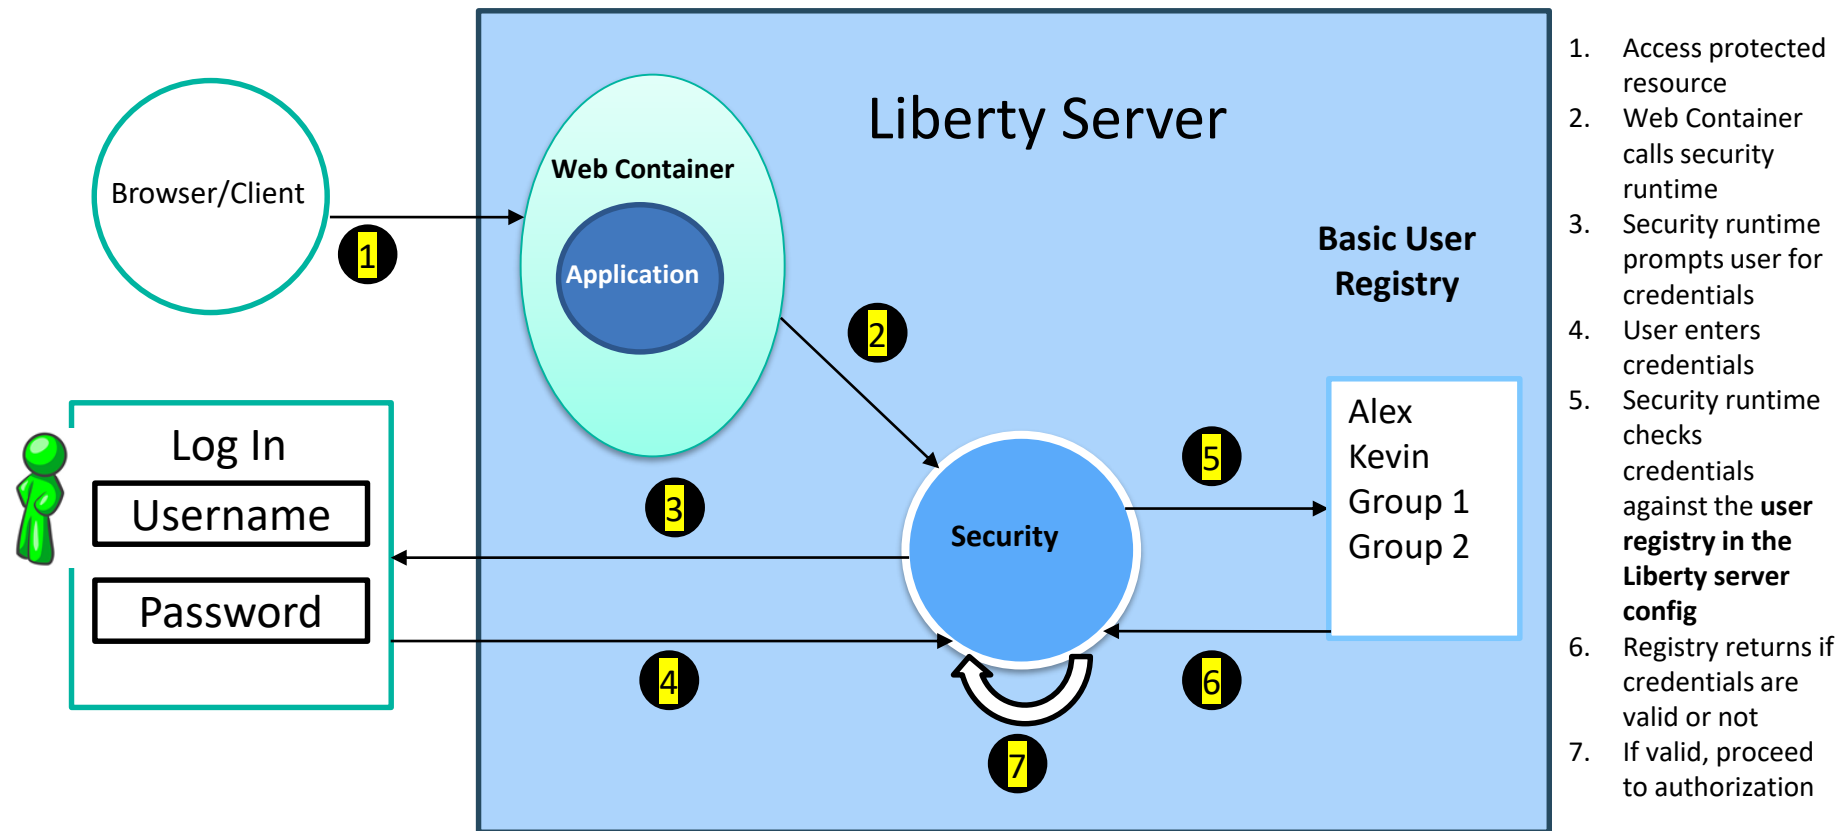 Liberty Server
Web Container
Application
Browser/Client
1
2
Basic User
Registry
Log In
Username
Password
3
4
Security
5
6
7
Alex
Kevin
Group 1
Group 2
1. Access protected
resource
2. Web Container
calls security
runtime
3. Security runtime
prompts user for
credentials
4. User enters
credentials
5. Security runtime
checks
credentials
against the user
registry in the
Liberty server
config
6. Registry returns if
credentials are
valid or not
7. If valid, proceed
to authorization